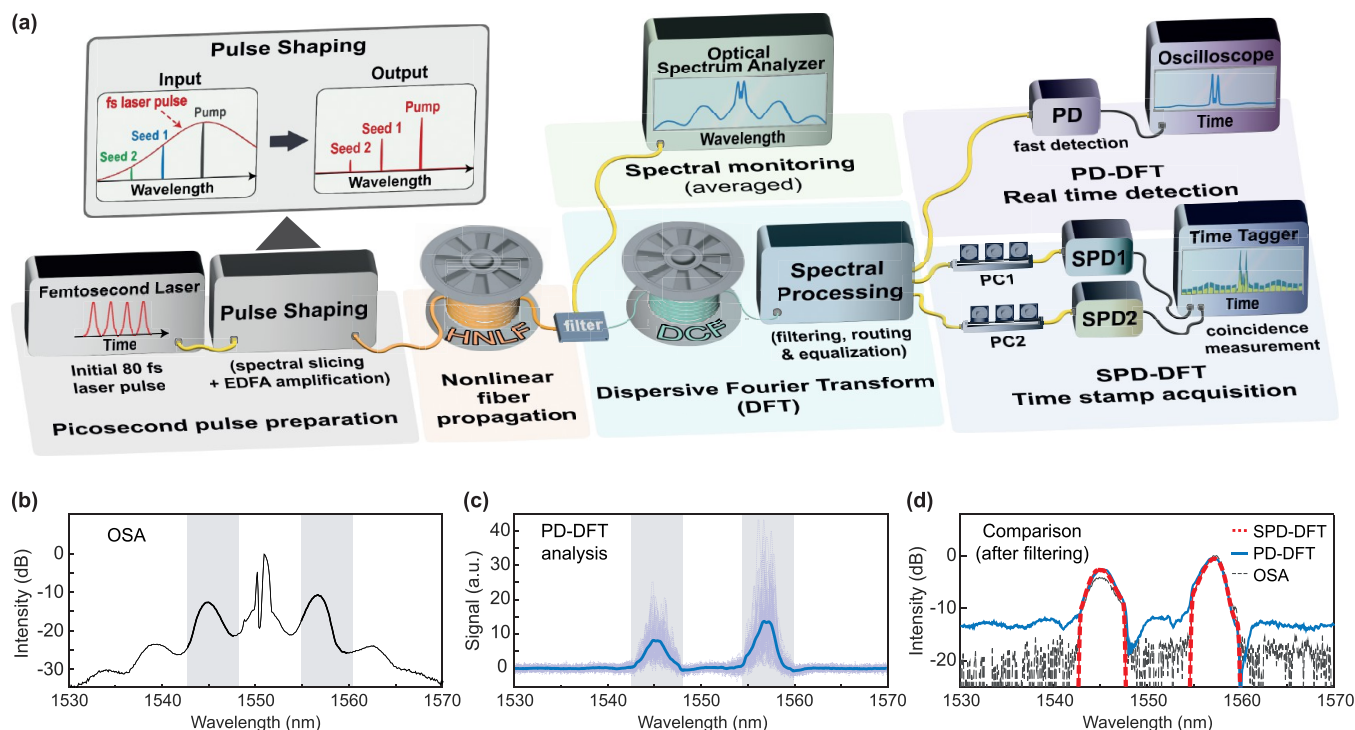 (a)
Pulse Shaping
Input
Output
fs laser pulse
Pump
Seed 1
Seed 2
Wavelength
Pump
Seed 1
Seed 2
Wavelength
Optical
Spectrum Analyzer
Wavelength
Spectral monitoring
(averaged)
PD
fast detection
Oscilloscope
Time
PD-DFT
Real time detection
Femtosecond Laser
Time
Initial 80 fs
laser pulse
Pulse Shaping
(spectral slicing
+ EDFA amplification)
Picosecond pulse preparation
HNLF
Nonlinear
fiber
propagation
filter
DCF
Spectral
Processing
(filtering, routing
& equalization)
Dispersive Fourier Transform
(DFT)
PC1
PC2
SPD1
SPD2
Time Tagger
Time
coincidence
measurement
SPD-DFT
Time stamp acquisition
(b)
OSA
Intensity (dB)
0
-10
-20
-30
1530
1540
1550
1560
1570
Wavelength (nm)
(c)
PD-DFT
analysis
Signal (a.u.)
40
30
20
10
0
1530
1540
1550
1560
1570
Wavelength (nm)
(d)
Comparison
(after filtering)
SPD-DFT
PD-DFT
OSA
Intensity (dB)
0
-10
-20
1530
1540
1550
1560
1570
Wavelength (nm)